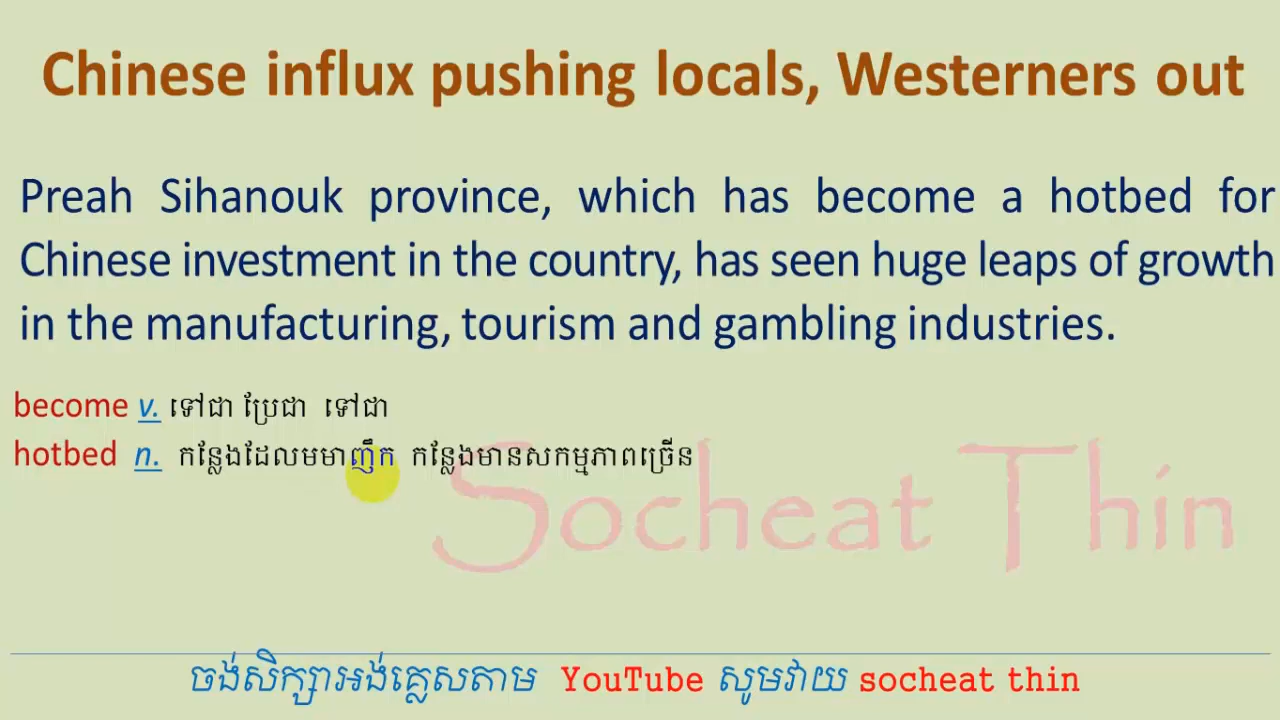 Chinese influx pushing locals, Westerners out
Preah Sihanouk province, which has become a hotbed for
Chinese investment in the country, has seen huge leaps of growth
in the manufacturing, tourism and gambling industries.
become v. ទៅជា ប្រែជា ទៅជា
hotbed n. កន្លែងដែលមមាញឹក កន្លែងមានសកម្មភាពច្រើន
Socheat Thin
ចង់សិក្សាអង់គ្លេសតាម YouTube សូមវាយ socheat thin